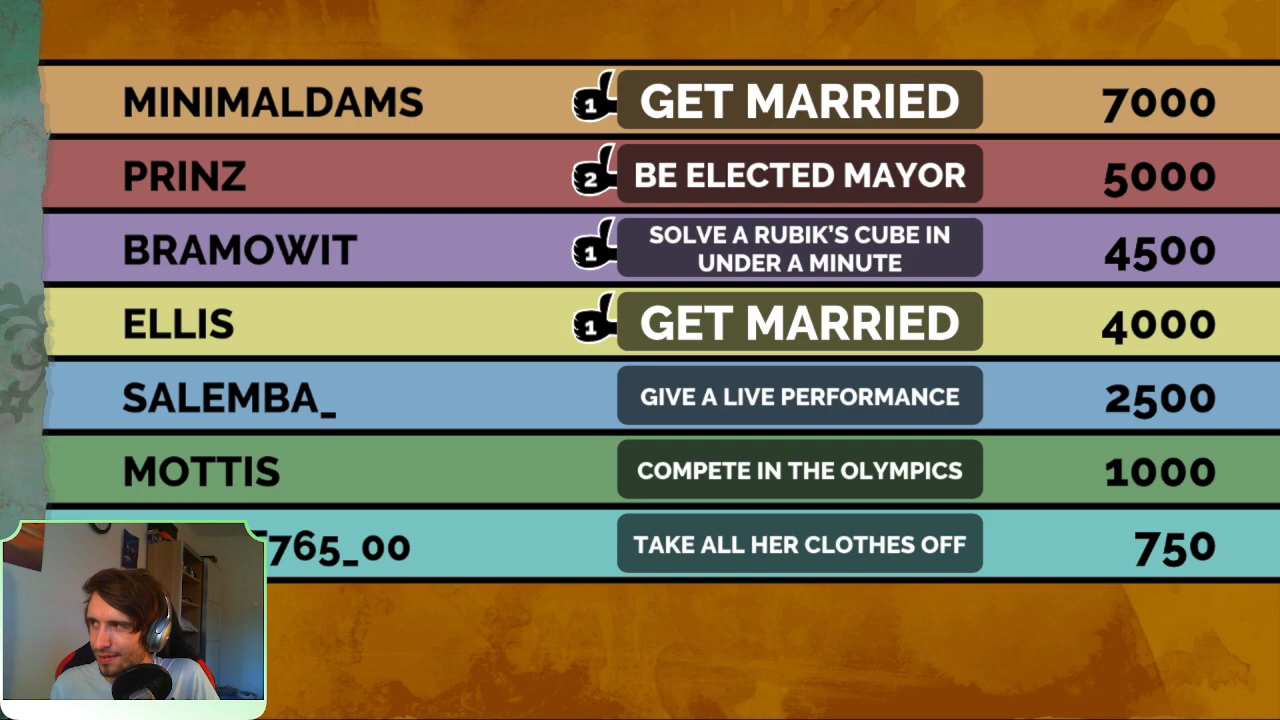 MINIMALDAMS 1 GET MARRIED 7000
PRINZ 2 BE ELECTED MAYOR 5000
BRAMOWIT 1 SOLVE A RUBIK'S CUBE IN
UNDER A MINUTE 4500
ELLIS 1 GET MARRIED 4000
SALEMBA_ GIVE A LIVE PERFORMANCE 2500
MOTTIS COMPETE IN THE OLYMPICS 1000
765_00 TAKE ALL HER CLOTHES OFF 750